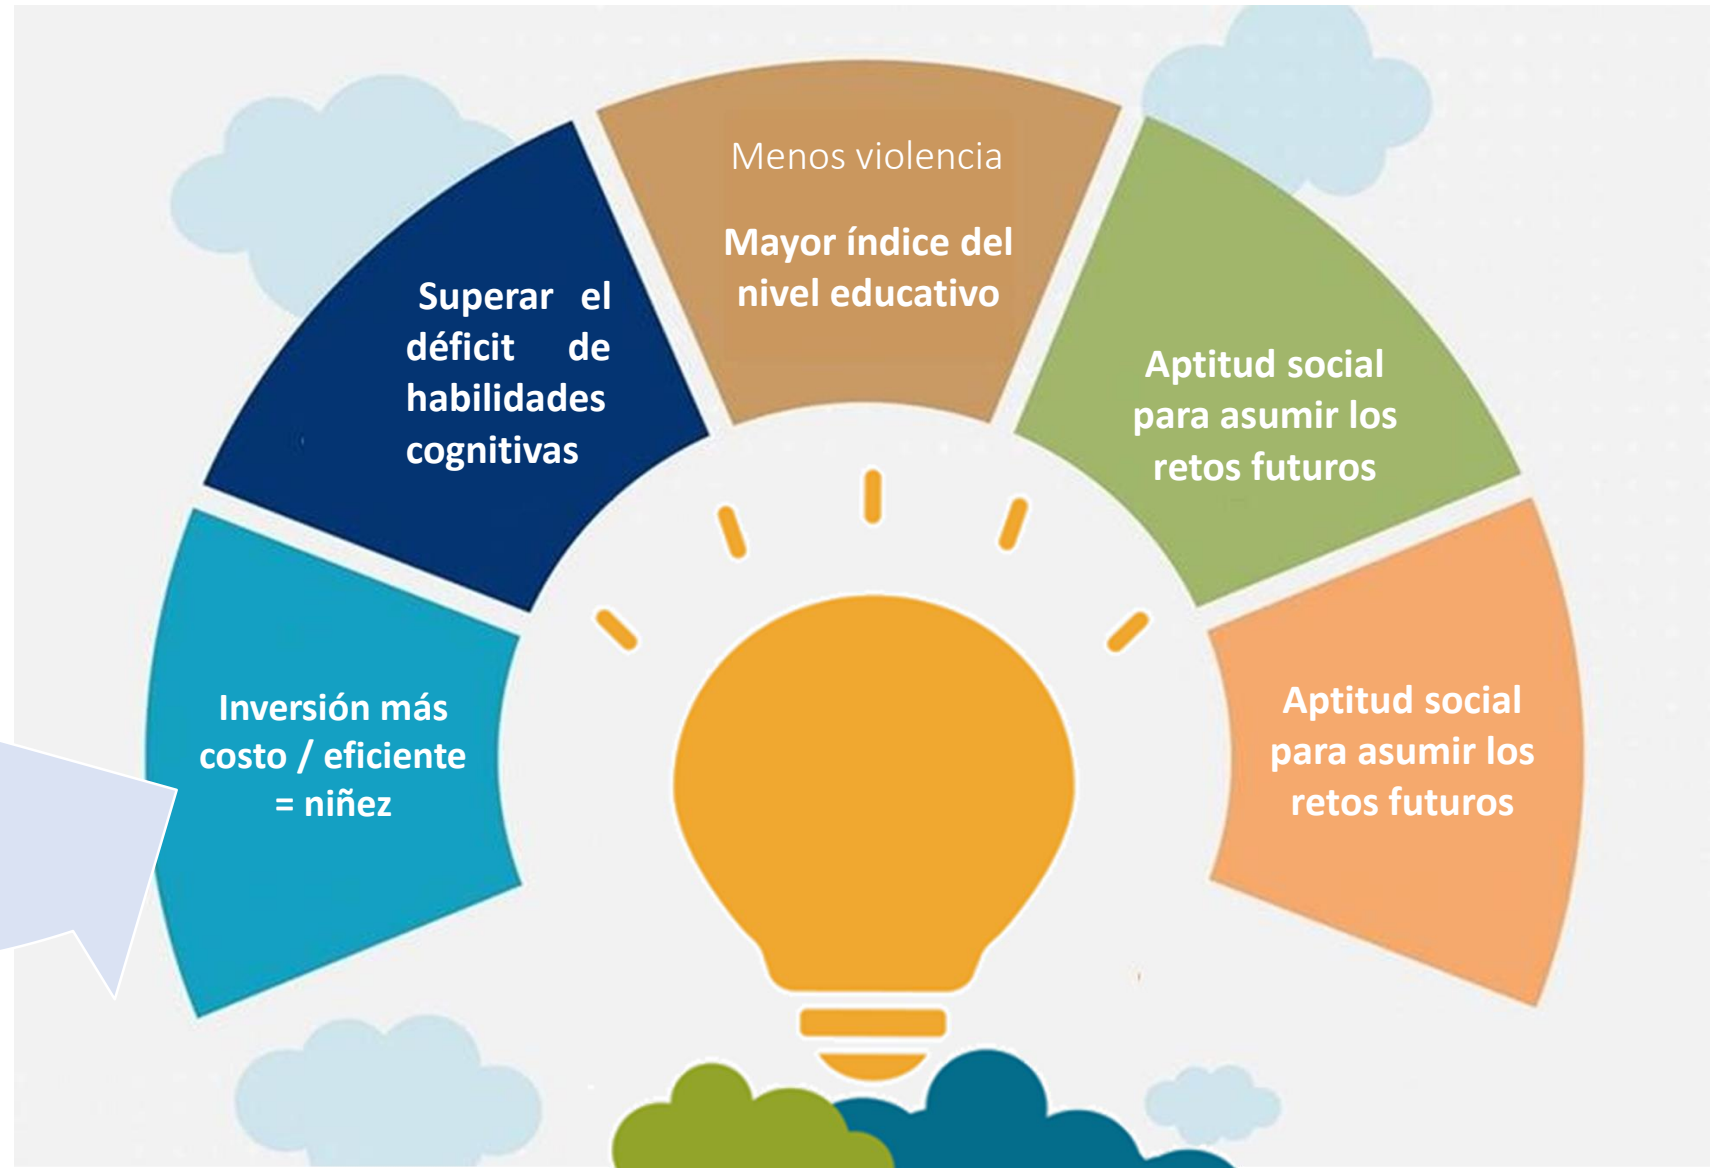 Inversión más
costo / eficiente
= niñez
Superar el
déficit de
habilidades
cognitivas
Menos violencia
Mayor índice del
nivel educativo
Aptitud social
para asumir los
retos futuros
Aptitud social
para asumir los
retos futuros